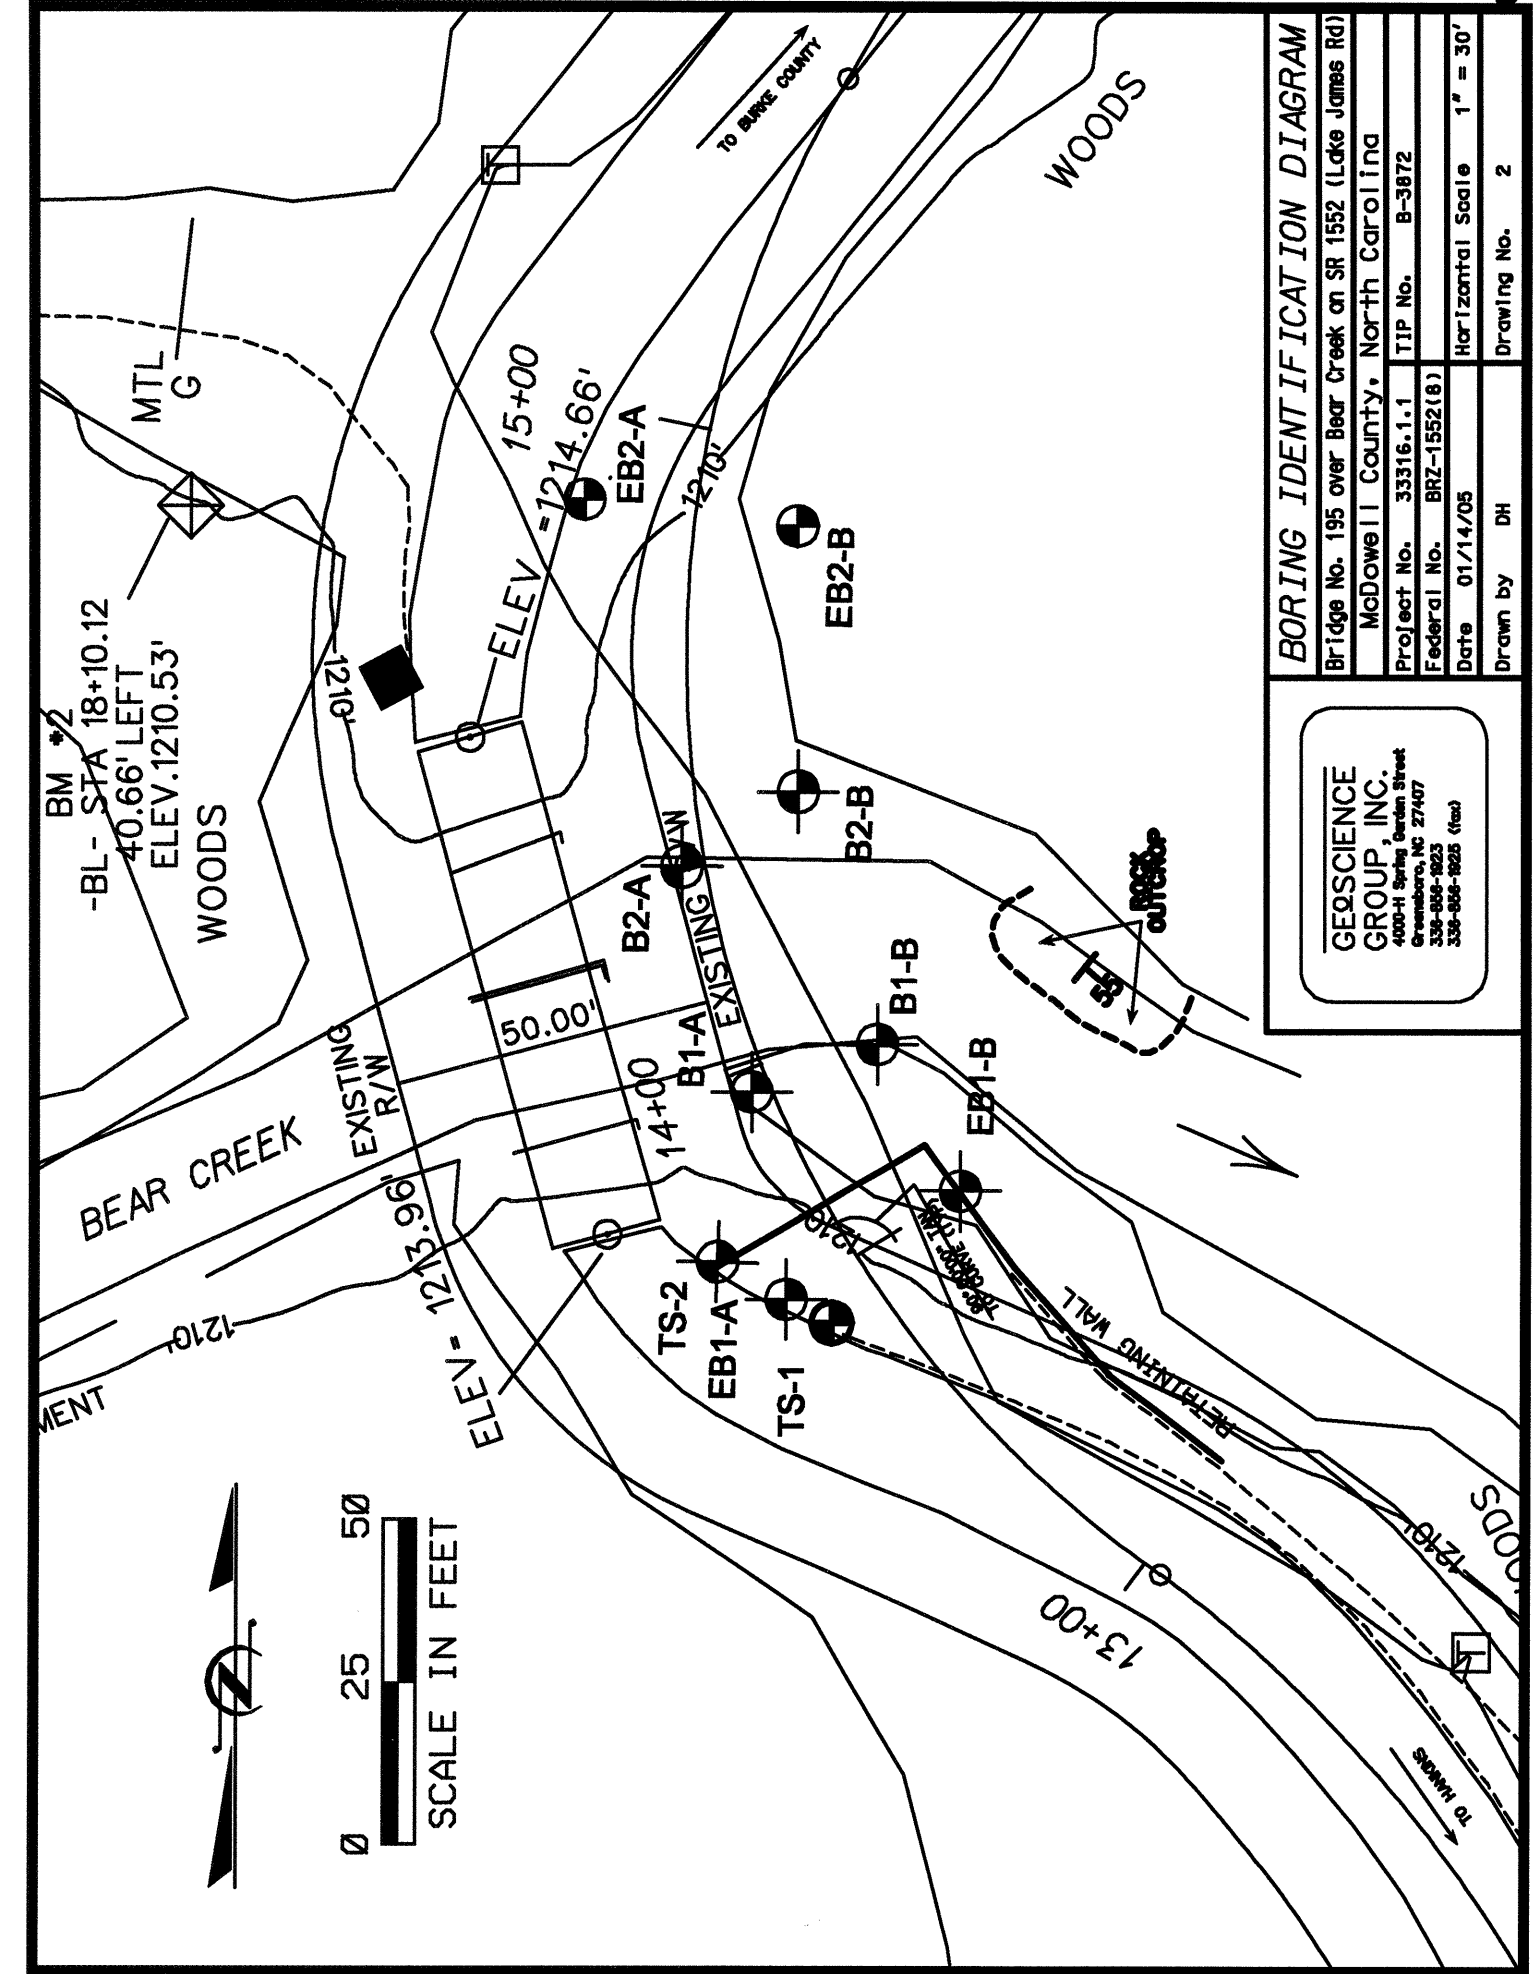 BM #2
-BL- STA 18+10.12
40.66' LEFT
ELEV.1210.53'
WOODS
MTL
G
1210'
TO BURKE COUNTY
WOODS
15+00
ELEV =1214.66'
EB2-A
1210'
EB2-B
B2-B
B2-A
EXISTING R/W
B1-A
B1-B
EB1-B
50.00'
14+00
EXISTING
R/W
BEAR CREEK
1210'
MENT
ELEV= 1213.96'
TS-2
EB1-A
TS-1
1210'
RETAINING WALL
ROCK
OUTCROP
55
13+00
1210'
TO HANKINS
0 25 50
SCALE IN FEET
GEOSCIENCE
GROUP, INC.
4000-H Spring Garden Street
Greensboro, NC 27407
336-856-1923
336-856-1925 (fax)
BORING IDENTIFICATION DIAGRAM
Bridge No. 195 over Bear Creek on SR 1552 (Lake James Rd)
McDowell County, North Carolina
Project No. 33316.1.1 TIP No. B-3872
Federal No. BRZ-1552(8)
Date 01/14/05 Horizontal Scale 1" = 30'
Drawn by DH Drawing No. 2